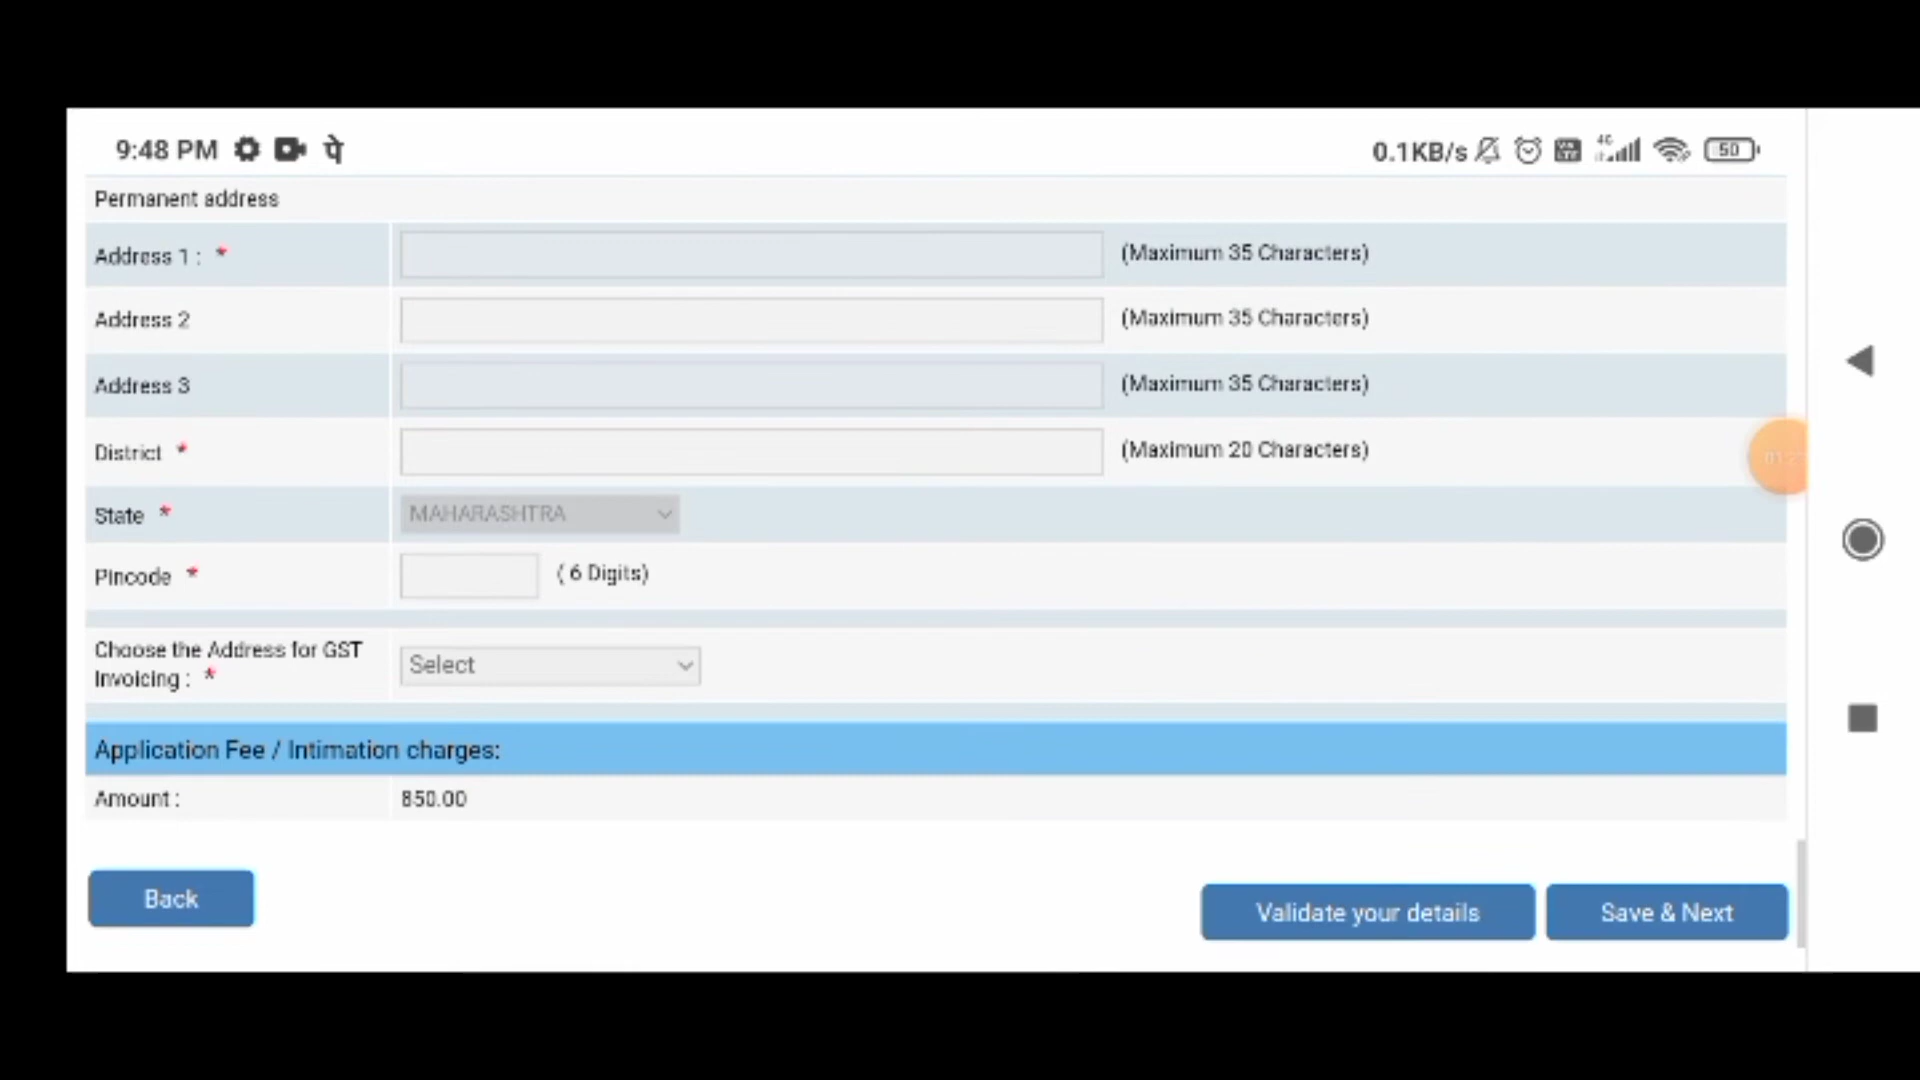 9:48 PM पे 0.1KB/s 4G 50
Permanent address
Address 1 : * (Maximum 35 Characters)
Address 2 (Maximum 35 Characters)
Address 3 (Maximum 35 Characters)
District * (Maximum 20 Characters)
State * MAHARASHTRA
Pincode * ( 6 Digits)
Choose the Address for GST
Invoicing : * Select
Application Fee / Intimation charges:
Amount : 850.00
Back Validate your details Save & Next